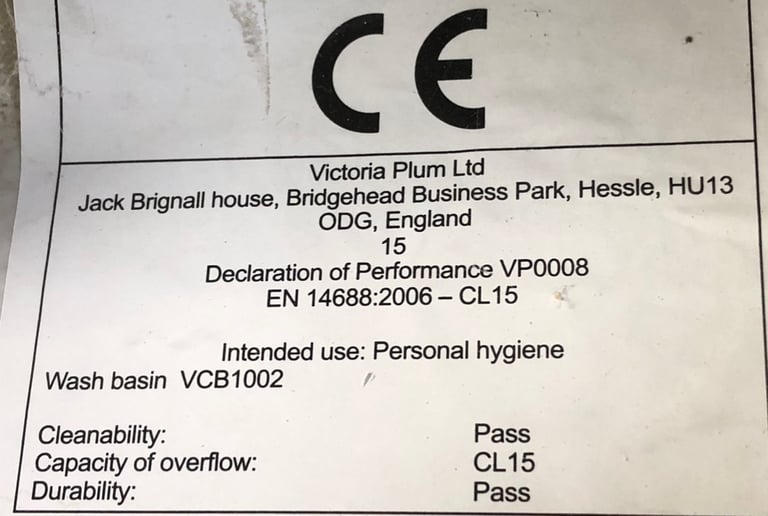 CE
Victoria Plum Ltd
Jack Brignall house, Bridgehead Business Park, Hessle, HU13
ODG, England
15
Declaration of Performance VP0008
EN 14688:2006 – CL15
Intended use: Personal hygiene
Wash basin VCB1002
Cleanability: Pass
Capacity of overflow: CL15
Durability: Pass